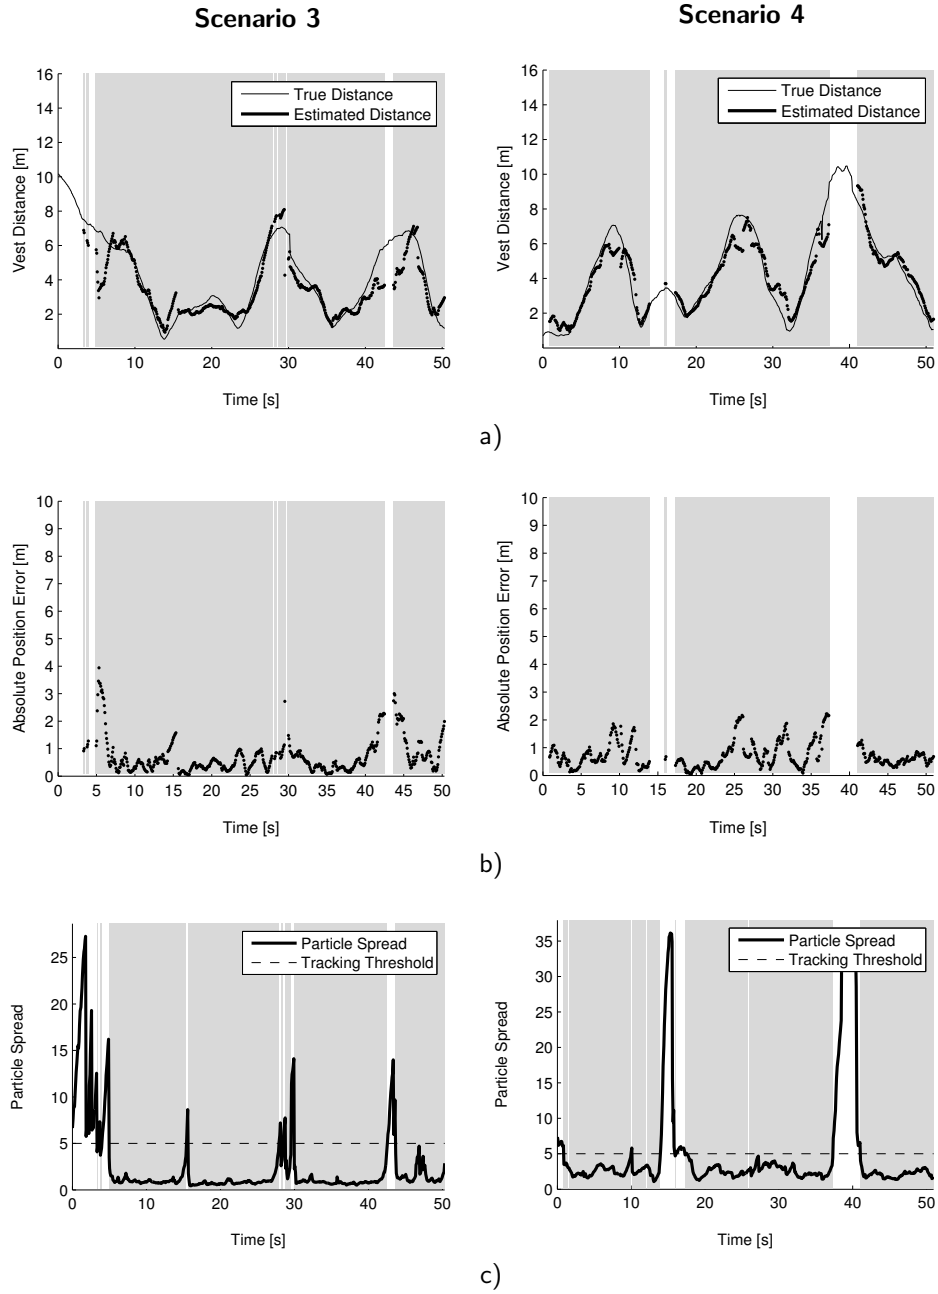 Scenario 3
Scenario 4
16
14
12
10
8
6
4
2
0 10 20 30 40 50
Vest Distance [m]
Time [s]
True Distance
Estimated Distance
16
14
12
10
8
6
4
2
0 10 20 30 40 50
Vest Distance [m]
Time [s]
True Distance
Estimated Distance
a)
10
9
8
7
6
5
4
3
2
1
0
0 5 10 15 20 25 30 35 40 45 50
Absolute Position Error [m]
Time [s]
10
9
8
7
6
5
4
3
2
1
0
0 5 10 15 20 25 30 35 40 45 50
Absolute Position Error [m]
Time [s]
b)
25
20
15
10
5
0
0 10 20 30 40 50
Particle Spread
Time [s]
Particle Spread
Tracking Threshold
35
30
25
20
15
10
5
0
0 10 20 30 40 50
Particle Spread
Time [s]
Particle Spread
Tracking Threshold
c)